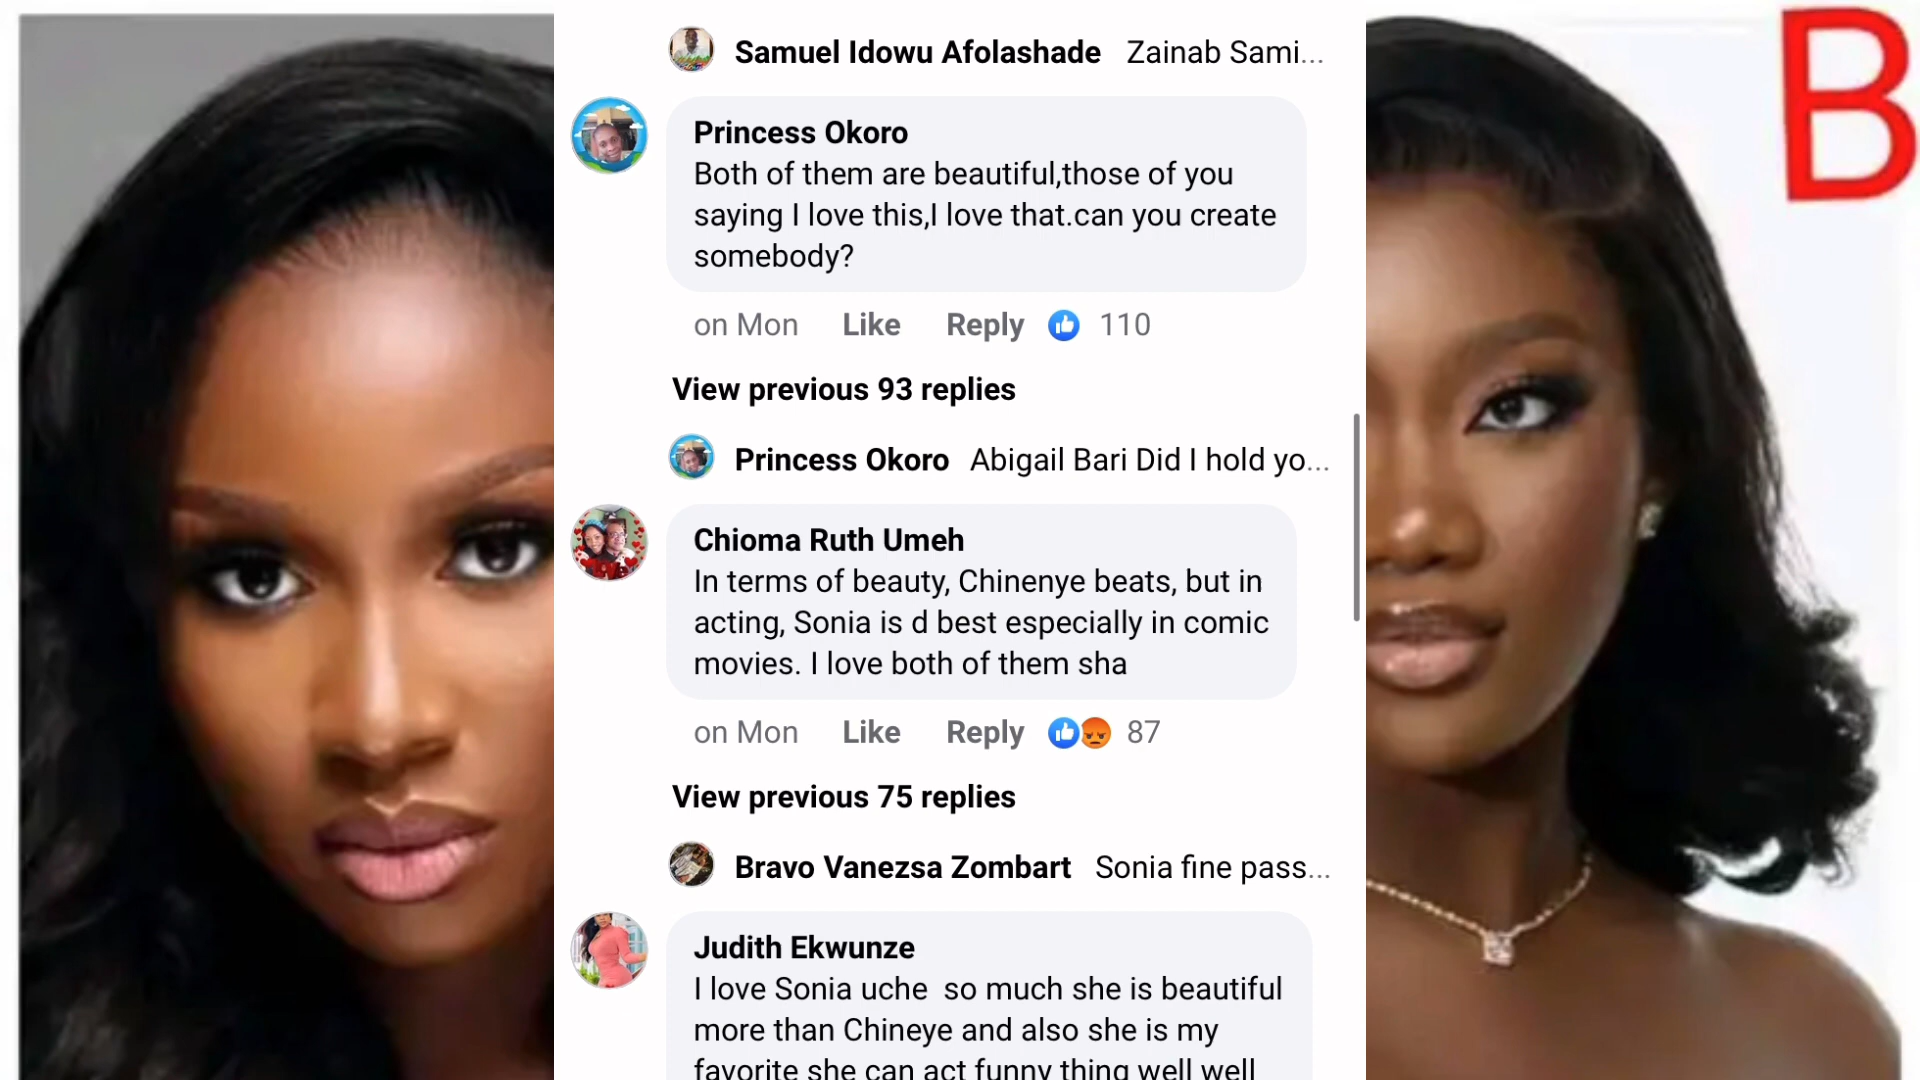 Samuel Idowu Afolashade Zainab Sami...
B
Princess Okoro
Both of them are beautiful,those of you
saying I love this,I love that.can you create
somebody?
on Mon Like Reply 110
View previous 93 replies
Princess Okoro Abigail Bari Did I hold yo...
Chioma Ruth Umeh
In terms of beauty, Chinenye beats, but in
acting, Sonia is d best especially in comic
movies. I love both of them sha
on Mon Like Reply 87
View previous 75 replies
Bravo Vanezsa Zombart Sonia fine pass...
Judith Ekwunze
I love Sonia uche so much she is beautiful
more than Chineye and also she is my
favorite she can act funny thing well well